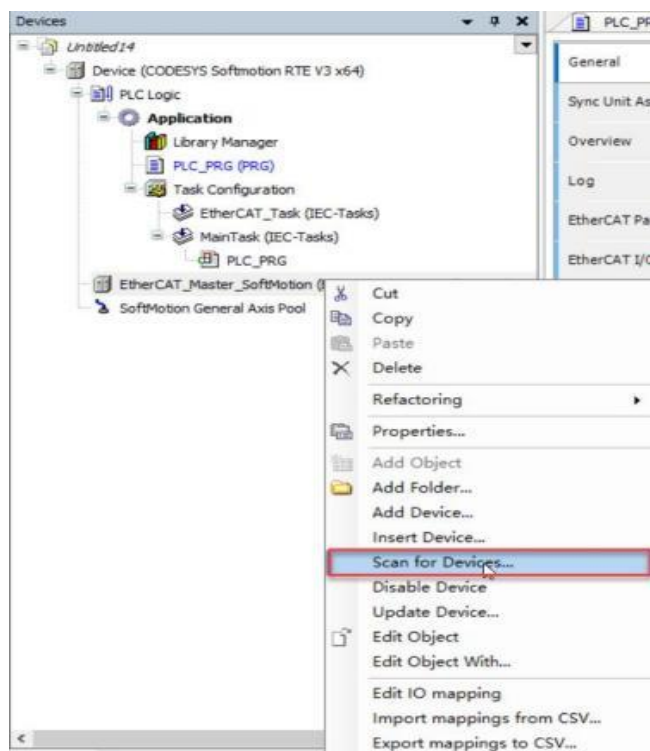 Devices
Untitled14
Device (CODESYS Softmotion RTE V3 x64)
PLC Logic
Application
Library Manager
PLC_PRG (PRG)
Task Configuration
EtherCAT_Task (IEC-Tasks)
MainTask (IEC-Tasks)
PLC_PRG
EtherCAT_Master_SoftMotion (
SoftMotion General Axis Pool
Cut
Copy
Paste
Delete
Refactoring
Properties...
Add Object
Add Folder...
Add Device...
Insert Device...
Scan for Devices...
Disable Device
Update Device...
Edit Object
Edit Object With...
Edit IO mapping
Import mappings from CSV...
Export mappings to CSV...
PLC_PR
General
Sync Unit As
Overview
Log
EtherCAT Pa
EtherCAT I/O